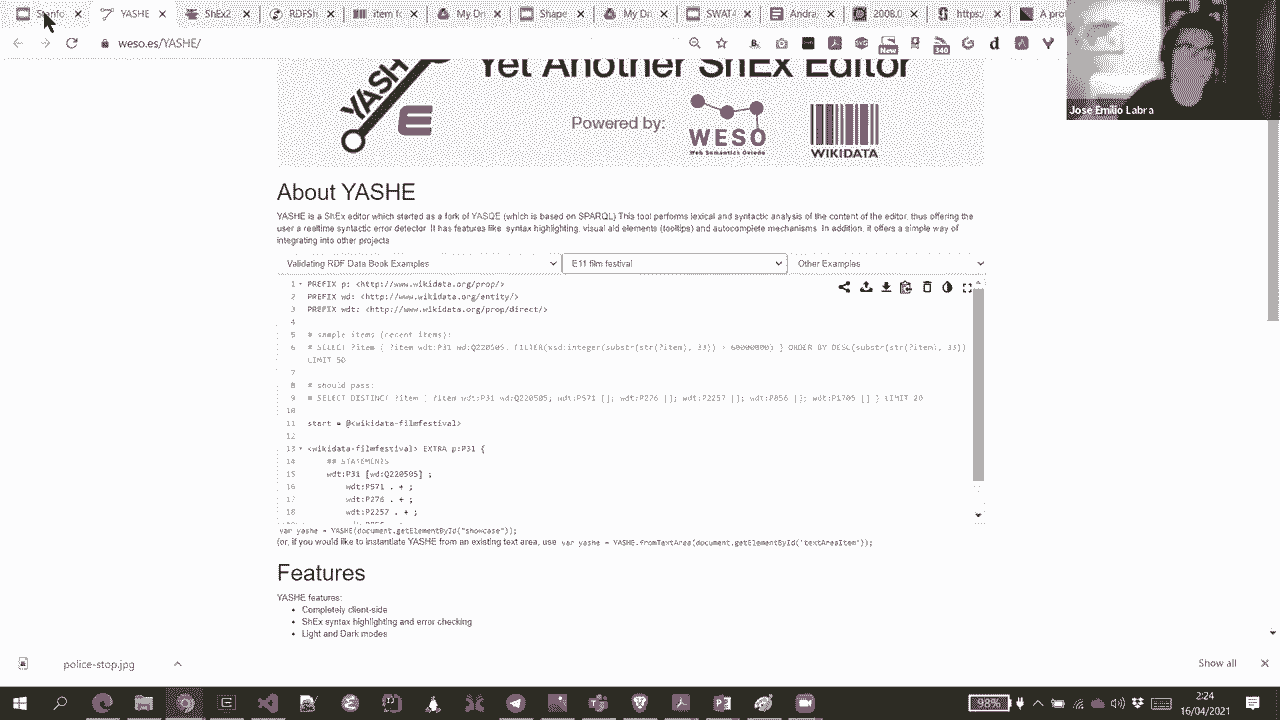 YASHE
ShEx2
RDFSh
item f
My Dr
Shape
My Dr
SWAT4
Andra
2008.0
https:/
A pro
weso.es/YASHE/
New
340
Jose Emilio Labra
YASHE
Yet Another ShEx Editor
Powered by:
WESO
Web Semantics Oviedo
WIKIDATA
About YASHE
YASHE is a ShEx editor which started as a fork of YASQE (which is based on SPARQL) This tool performs lexical and syntactic analysis of the content of the editor, thus offering the
user a realtime syntactic error detector. It has features like syntax highlighting, visual aid elements (tooltips) and autocomplete mechanisms. In addition, it offers a simple way of
integrating into other projects
Validating RDF Data Book Examples
E11 film festival
Other Examples
1 PREFIX p: <http://www.wikidata.org/prop/>
2 PREFIX wd: <http://www.wikidata.org/entity/>
3 PREFIX wdt: <http://www.wikidata.org/prop/direct/>
4
5 # sample items (recent items):
6 # SELECT ?item { ?item wdt:P31 wd:Q220505. FILTER(xsd:integer(substr(str(?item), 33)) > 60000000) } ORDER BY DESC(substr(str(?item), 33))
LIMIT 50
7
8 # should pass:
9 # SELECT DISTINCT ?item { ?item wdt:P31 wd:Q220505; wdt:P571 []; wdt:P276 []; wdt:P2257 []; wdt:P856 []; wdt:P1705 [] } LIMIT 20
10
11 start = @<wikidata-filmfestival>
12
13 <wikidata-filmfestival> EXTRA p:P31 {
14 ## STATEMENTS
15 wdt:P31 [wd:Q220505] ;
16 wdt:P571 . + ;
17 wdt:P276 . + ;
18 wdt:P2257 . + ;
var yashe = YASHE(document.getElementById("showcase"));
(or, if you would like to instantiate YASHE from an existing text area, use var yashe = YASHE.fromTextArea(document.getElementById('textAreaItem'));
Features
YASHE features:
Completely client-side
ShEx syntax highlighting and error checking
Light and Dark modes
police-stop.jpg
Show all
98%
2:24
16/04/2021